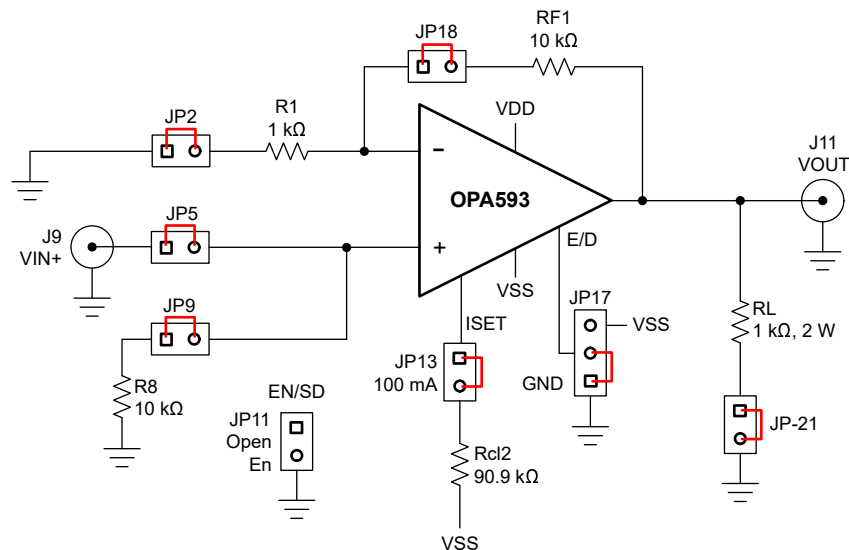 JP18
RF1
10 kΩ
JP2
R1
1 kΩ
VDD
J11
VOUT
−
OPA593
JP5
J9
VIN+
+
E/D
VSS
JP17
VSS
JP9
ISET
RL
1 kΩ, 2 W
JP13
100 mA
GND
R8
10 kΩ
EN/SD
JP11
Open
En
JP-21
Rcl2
90.9 kΩ
VSS